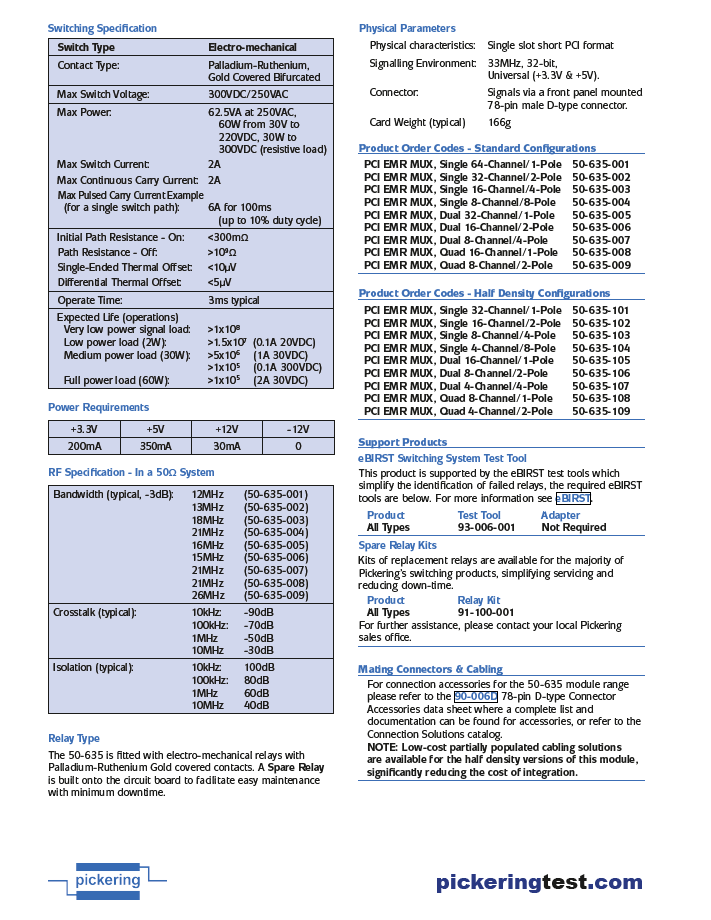 Switching Specification
Switch Type Electro-mechanical
Contact Type: Palladium-Ruthenium,
Gold Covered Bifurcated
Max Switch Voltage: 300VDC/250VAC
Max Power: 62.5VA at 250VAC,
60W from 30V to
220VDC, 30W to
300VDC (resistive load)
Max Switch Current: 2A
Max Continuous Carry Current: 2A
Max Pulsed Carry Current Example
(for a single switch path): 6A for 100ms
(up to 10% duty cycle)
Initial Path Resistance - On: <300mΩ
Path Resistance - Off: >10⁹Ω
Single-Ended Thermal Offset: <10µV
Differential Thermal Offset: <5µV
Operate Time: 3ms typical
Expected Life (operations)
Very low power signal load: >1x10⁸
Low power load (2W): >1.5x10⁷ (0.1A 20VDC)
Medium power load (30W): >5x10⁶ (1A 30VDC)
>1x10⁵ (0.1A 300VDC)
Full power load (60W): >1x10⁵ (2A 30VDC)
Power Requirements
+3.3V +5V +12V -12V
200mA 350mA 30mA 0
RF Specification - In a 50Ω System
Bandwidth (typical, -3dB): 12MHz (50-635-001)
13MHz (50-635-002)
18MHz (50-635-003)
21MHz (50-635-004)
16MHz (50-635-005)
15MHz (50-635-006)
21MHz (50-635-007)
21MHz (50-635-008)
26MHz (50-635-009)
Crosstalk (typical): 10kHz: -90dB
100kHz: -70dB
1MHz -50dB
10MHz -30dB
Isolation (typical): 10kHz: 100dB
100kHz: 80dB
1MHz 60dB
10MHz 40dB
Relay Type
The 50-635 is fitted with electro-mechanical relays with
Palladium-Ruthenium Gold covered contacts. A Spare Relay
is built onto the circuit board to facilitate easy maintenance
with minimum downtime.
Physical Parameters
Physical characteristics: Single slot short PCI format
Signalling Environment: 33MHz, 32-bit,
Universal (+3.3V & +5V).
Connector: Signals via a front panel mounted
78-pin male D-type connector.
Card Weight (typical) 166g
Product Order Codes - Standard Configurations
PCI EMR MUX, Single 64-Channel/1-Pole 50-635-001
PCI EMR MUX, Single 32-Channel/2-Pole 50-635-002
PCI EMR MUX, Single 16-Channel/4-Pole 50-635-003
PCI EMR MUX, Single 8-Channel/8-Pole 50-635-004
PCI EMR MUX, Dual 32-Channel/1-Pole 50-635-005
PCI EMR MUX, Dual 16-Channel/2-Pole 50-635-006
PCI EMR MUX, Dual 8-Channel/4-Pole 50-635-007
PCI EMR MUX, Quad 16-Channel/1-Pole 50-635-008
PCI EMR MUX, Quad 8-Channel/2-Pole 50-635-009
Product Order Codes - Half Density Configurations
PCI EMR MUX, Single 32-Channel/1-Pole 50-635-101
PCI EMR MUX, Single 16-Channel/2-Pole 50-635-102
PCI EMR MUX, Single 8-Channel/4-Pole 50-635-103
PCI EMR MUX, Single 4-Channel/8-Pole 50-635-104
PCI EMR MUX, Dual 16-Channel/1-Pole 50-635-105
PCI EMR MUX, Dual 8-Channel/2-Pole 50-635-106
PCI EMR MUX, Dual 4-Channel/4-Pole 50-635-107
PCI EMR MUX, Quad 8-Channel/1-Pole 50-635-108
PCI EMR MUX, Quad 4-Channel/2-Pole 50-635-109
Support Products
eBIRST Switching System Test Tool
This product is supported by the eBIRST test tools which
simplify the identification of failed relays, the required eBIRST
tools are below. For more information see eBIRST.
Product Test Tool Adapter
All Types 93-006-001 Not Required
Spare Relay Kits
Kits of replacement relays are available for the majority of
Pickering's switching products, simplifying servicing and
reducing down-time.
Product Relay Kit
All Types 91-100-001
For further assistance, please contact your local Pickering
sales office.
Mating Connectors & Cabling
For connection accessories for the 50-635 module range
please refer to the 90-006D 78-pin D-type Connector
Accessories data sheet where a complete list and
documentation can be found for accessories, or refer to the
Connection Solutions catalog.
NOTE: Low-cost partially populated cabling solutions
are available for the half density versions of this module,
significantly reducing the cost of integration.
pickering
pickeringtest.com